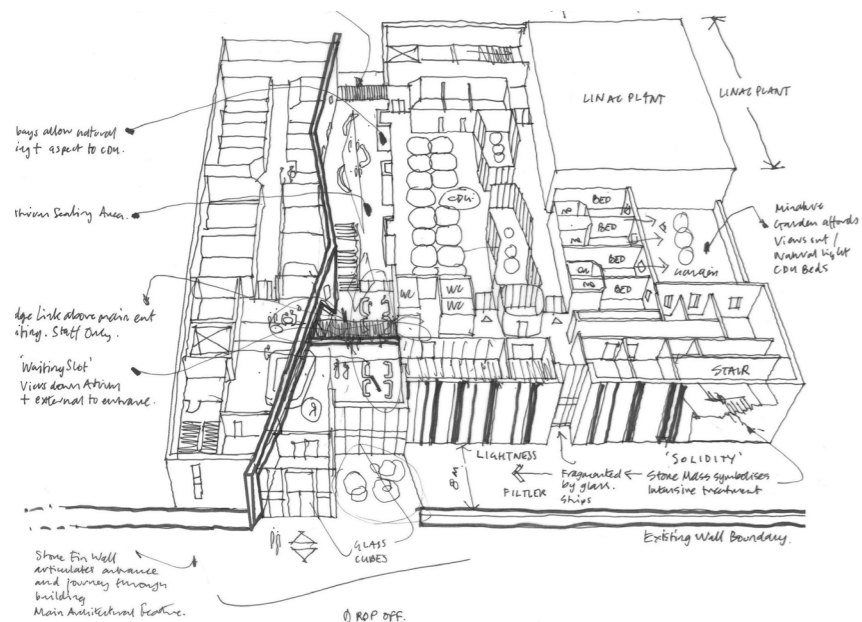 LINAC PLANT
LINAC PLANT
bays allow natural
ing + aspect to CDU.
Seating Area.
dge Link above main ent
iting. Staff Only.
'Waiting Slot'
Views down Atrium
+ external to entrance.
CDU
WC
WC
WC
BED
BED
BED
BED
Garden
Miniature
Garden affords
Views out /
Natural light
CDU Beds
STAIR
LIGHTNESS
FILTER
8m
Fragmented
by glass
strips
'SOLIDITY'
Stone Mass symbolises
Intensive treatment
Existing Wall Boundary.
GLASS
CUBES
Stone Fin Wall
articulates entrance
and journey through
building
Main Architectural Feature.
DROP OFF.